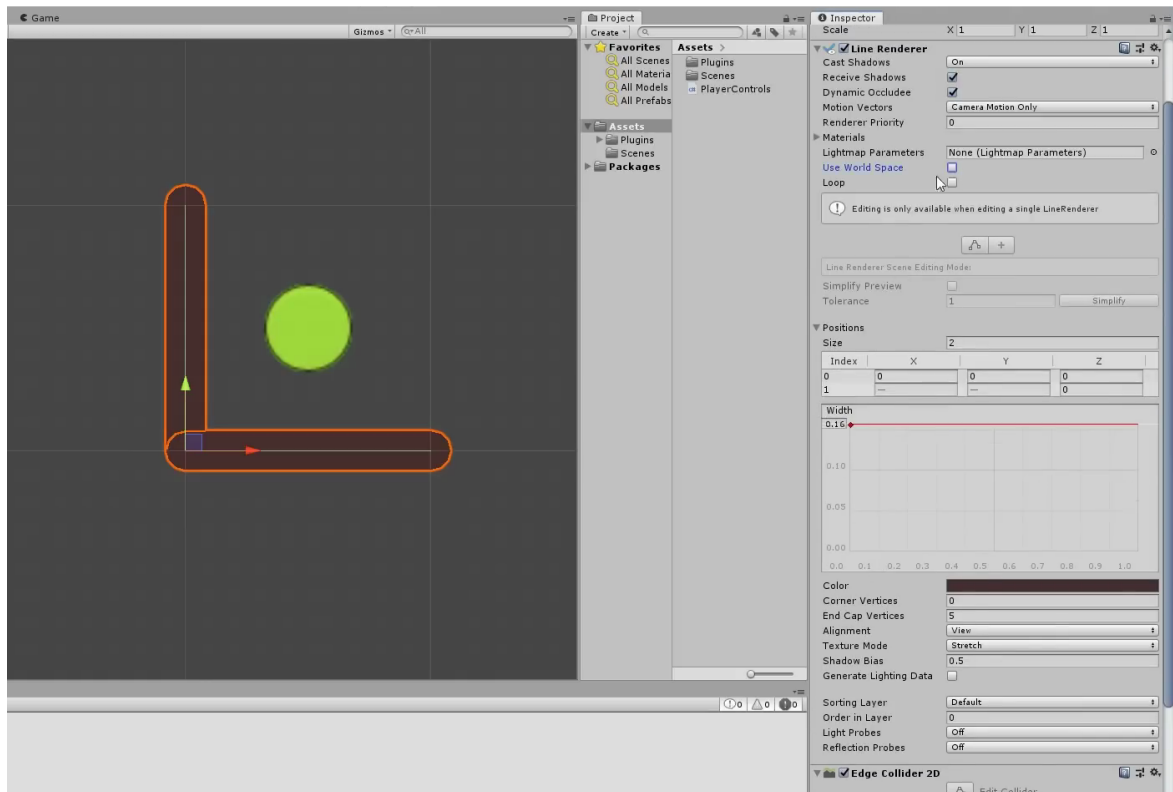 Game
Gizmos
All
Project
Create
Favorites
All Scenes
All Materia
All Models
All Prefabs
Assets
Plugins
Scenes
Packages
Assets >
Plugins
Scenes
PlayerControls
Inspector
Scale X 1 Y 1 Z 1
Line Renderer
Cast Shadows On
Receive Shadows
Dynamic Occludee
Motion Vectors Camera Motion Only
Renderer Priority 0
Materials
Lightmap Parameters None (Lightmap Parameters)
Use World Space
Loop
Editing is only available when editing a single LineRenderer
Line Renderer Scene Editing Mode:
Simplify Preview
Tolerance 1 Simplify
Positions
Size 2
Index X Y Z
0 0 0 0
1 — — 0
Width
0.16
0.10
0.05
0.00
0.0 0.1 0.2 0.3 0.4 0.5 0.6 0.7 0.8 0.9 1.0
Color
Corner Vertices 0
End Cap Vertices 5
Alignment View
Texture Mode Stretch
Shadow Bias 0.5
Generate Lighting Data
Sorting Layer Default
Order in Layer 0
Light Probes Off
Reflection Probes Off
Edge Collider 2D
Edit Collider
0 0 0